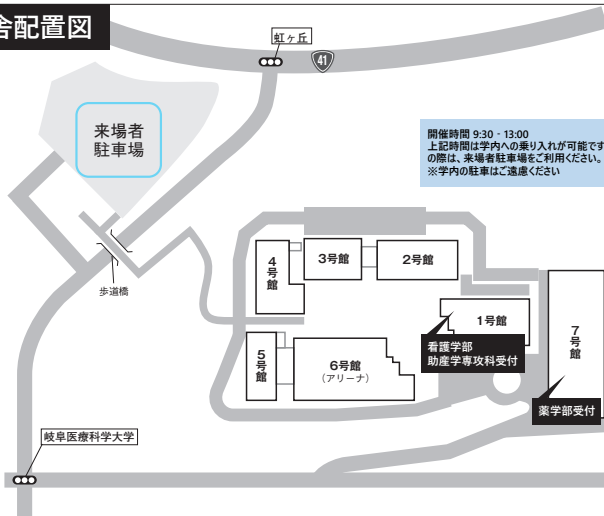 舎配置図
虹ヶ丘
41
来場者
駐車場
開催時間 9:30 - 13:00
上記時間は学内への乗り入れが可能です
の際は、来場者駐車場をご利用ください。
※学内の駐車はご遠慮ください
歩道橋
4号館
3号館
2号館
1号館
7号館
看護学部
助産学専攻科受付
5号館
6号館
(アリーナ)
薬学部受付
岐阜医療科学大学